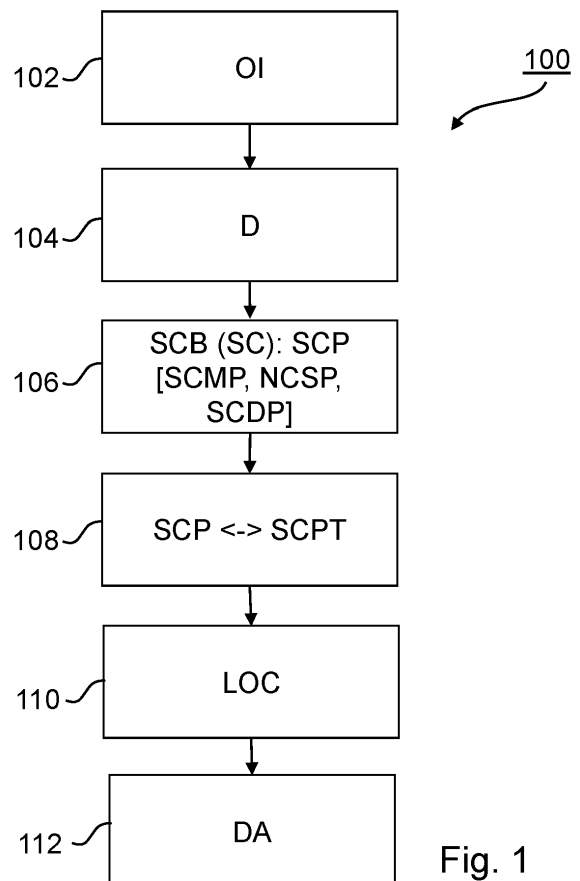 100
102
OI
104
D
106
SCB (SC): SCP
[SCMP, NCSP,
SCDP]
108
SCP <-> SCPT
110
LOC
112
DA
Fig. 1